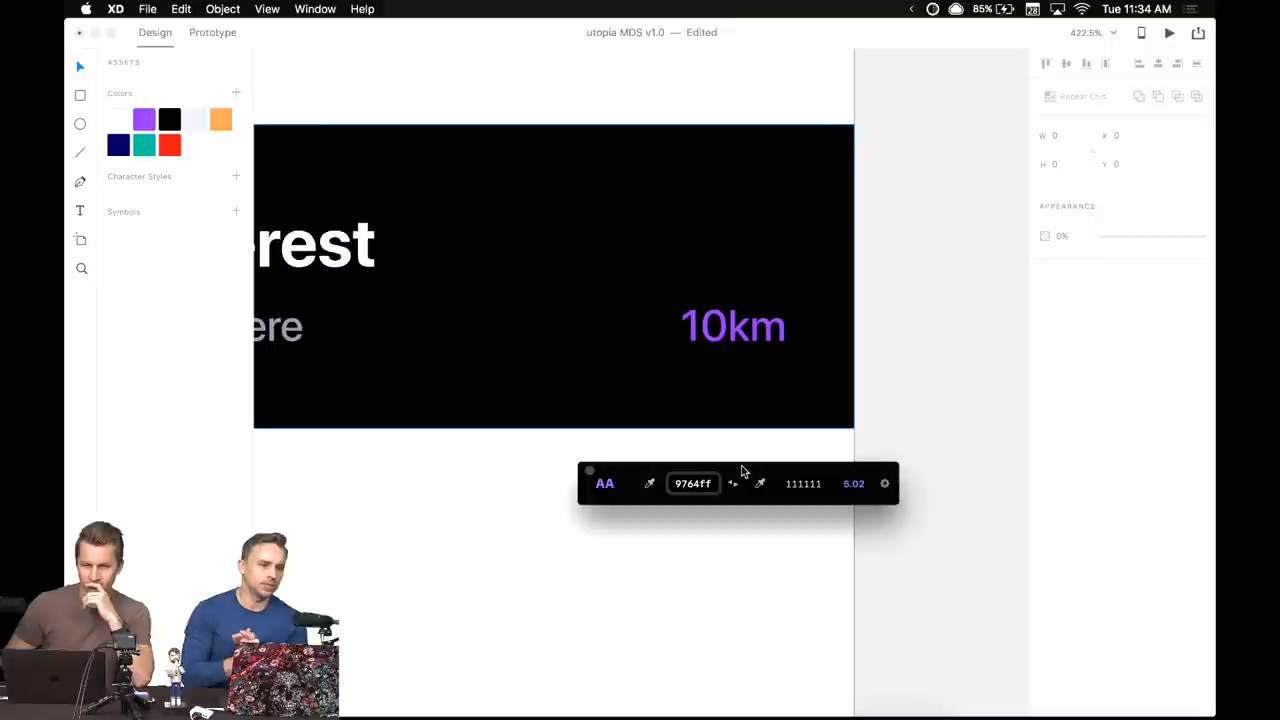 XD File Edit Object View Window Help 85% 28 Tue 11:34 AM
Design Prototype utopia MDS v1.0 — Edited 422.5%
ASSETS
Colors
Character Styles
Symbols
erest
ere
10km
AA 9764ff 111111 5.02
Repeat Grid
W 0 X 0
H 0 Y 0
APPEARANCE
0%